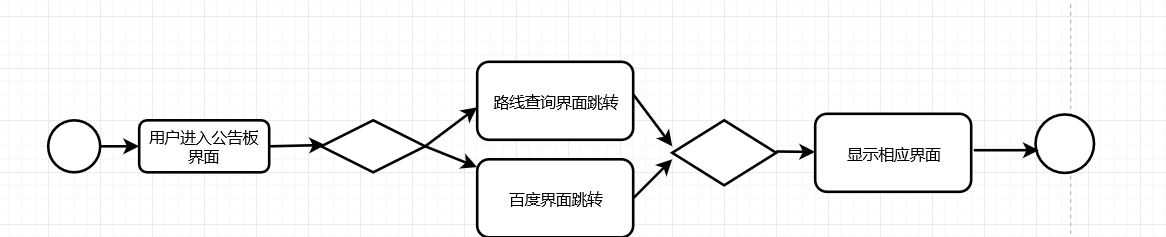 用户进入公告板
界面
路线查询界面跳转
百度界面跳转
显示相应界面